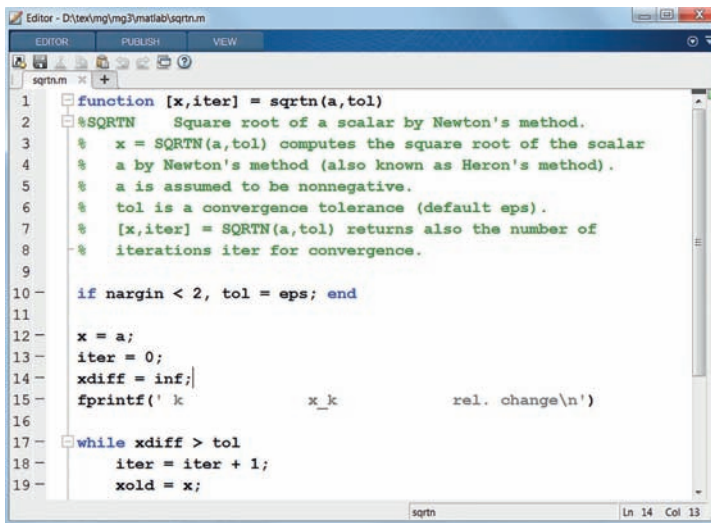 Editor - D:\tex\mg\mg3\matlab\sqrtn.m
EDITOR PUBLISH VIEW
sqrtn.m
1 function [x,iter] = sqrtn(a,tol)
2 %SQRTN Square root of a scalar by Newton's method.
3 % x = SQRTN(a,tol) computes the square root of the scalar
4 % a by Newton's method (also known as Heron's method).
5 % a is assumed to be nonnegative.
6 % tol is a convergence tolerance (default eps).
7 % [x,iter] = SQRTN(a,tol) returns also the number of
8 % iterations iter for convergence.
9
10 – if nargin < 2, tol = eps; end
11
12 – x = a;
13 – iter = 0;
14 – xdiff = inf;
15 – fprintf(' k x_k rel. change\n')
16
17 – while xdiff > tol
18 – iter = iter + 1;
19 – xold = x;
sqrtn Ln 14 Col 13